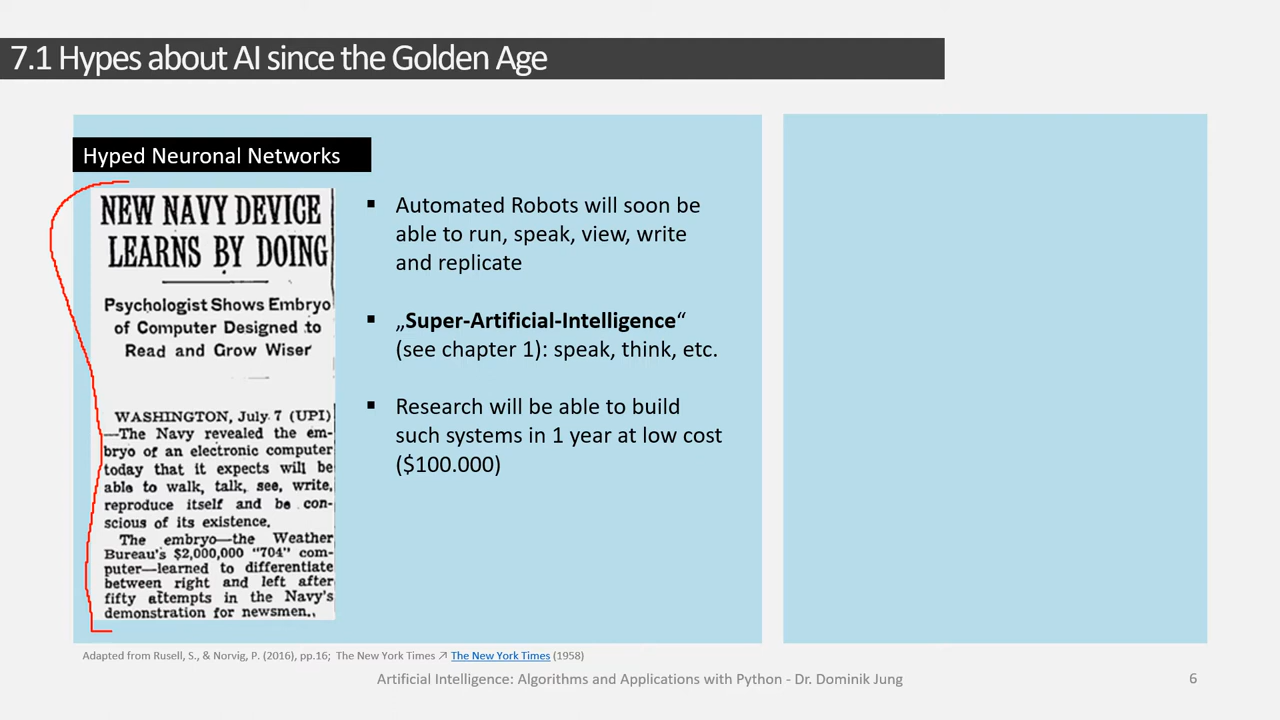 7.1 Hypes about AI since the Golden Age
Hyped Neuronal Networks
NEW NAVY DEVICE
LEARNS BY DOING
Psychologist Shows Embryo
of Computer Designed to
Read and Grow Wiser
WASHINGTON, July 7 (UPI)
—The Navy revealed the em-
bryo of an electronic computer
today that it expects will be
able to walk, talk, see, write,
reproduce itself and be con-
scious of its existence.
The embryo—the Weather
Bureau's $2,000,000 "704" com-
puter—learned to differentiate
between right and left after
fifty attempts in the Navy's
demonstration for newsmen.
▪ Automated Robots will soon be
able to run, speak, view, write
and replicate
▪ „Super-Artificial-Intelligence“
(see chapter 1): speak, think, etc.
▪ Research will be able to build
such systems in 1 year at low cost
($100.000)
Adapted from Rusell, S., & Norvig, P. (2016), pp.16; The New York Times ↗ The New York Times (1958)
Artificial Intelligence: Algorithms and Applications with Python - Dr. Dominik Jung
6